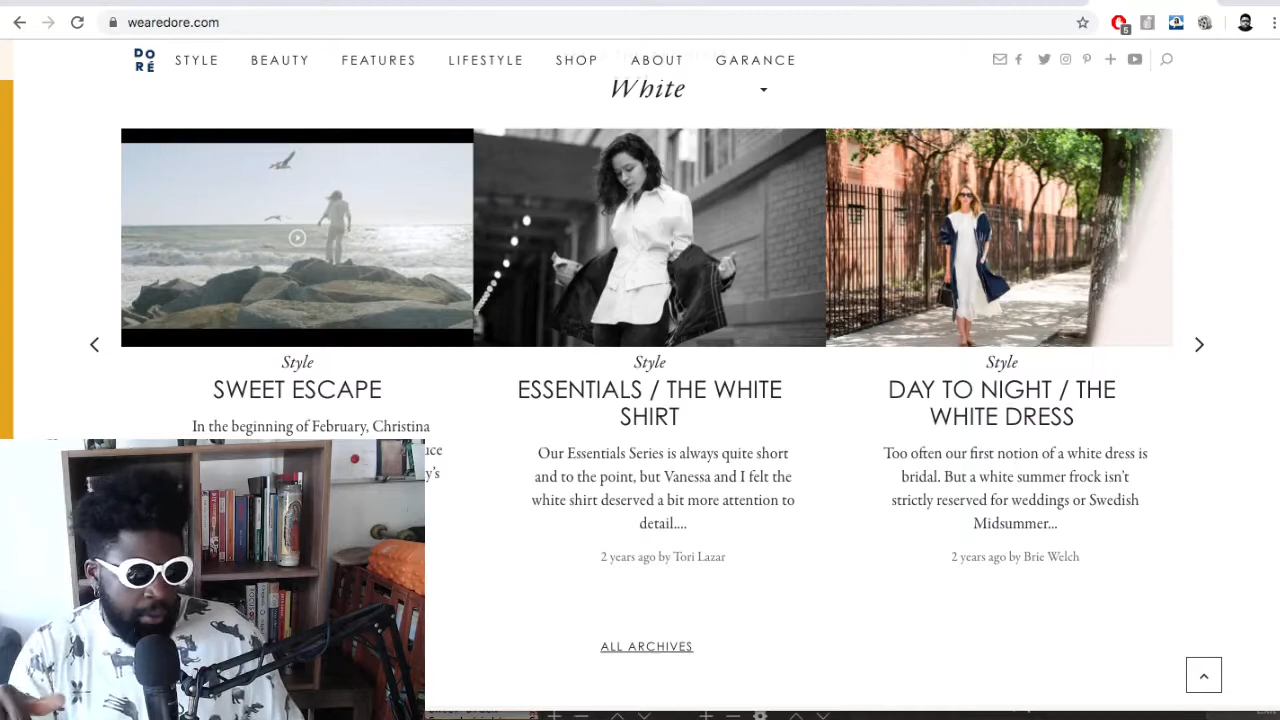 wearedore.com
5
DO
RÉ
STYLE BEAUTY FEATURES LIFESTYLE SHOP ABOUT GARANCE
White
Style
SWEET ESCAPE
In the beginning of February, Christina
uce
y's
Style
ESSENTIALS / THE WHITE
SHIRT
Our Essentials Series is always quite short
and to the point, but Vanessa and I felt the
white shirt deserved a bit more attention to
detail....
2 years ago by Tori Lazar
Style
DAY TO NIGHT / THE
WHITE DRESS
Too often our first notion of a white dress is
bridal. But a white summer frock isn't
strictly reserved for weddings or Swedish
Midsummer...
2 years ago by Brie Welch
ALL ARCHIVES